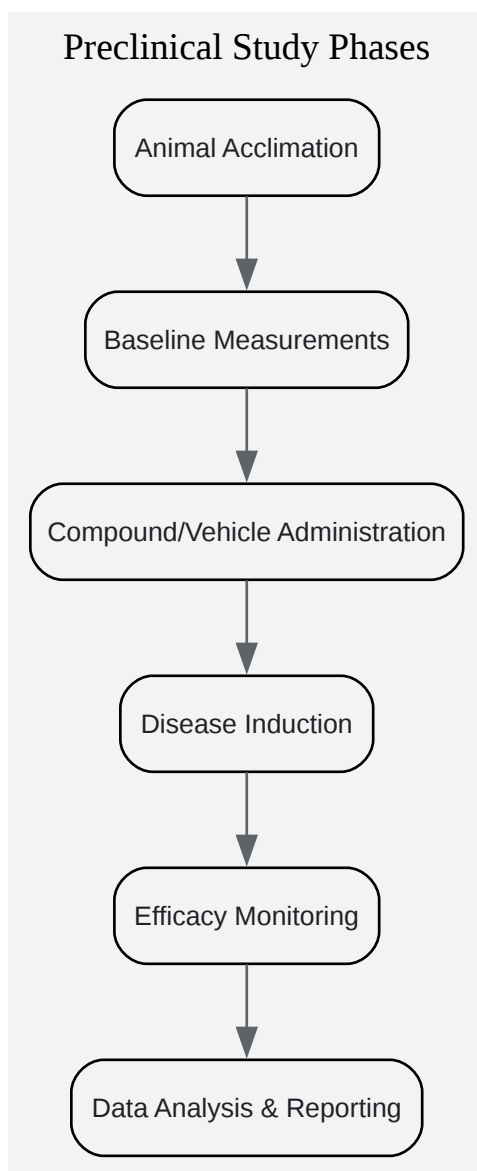 Preclinical Study Phases
Animal Acclimation
Baseline Measurements
Compound/Vehicle Administration
Disease Induction
Efficacy Monitoring
Data Analysis & Reporting